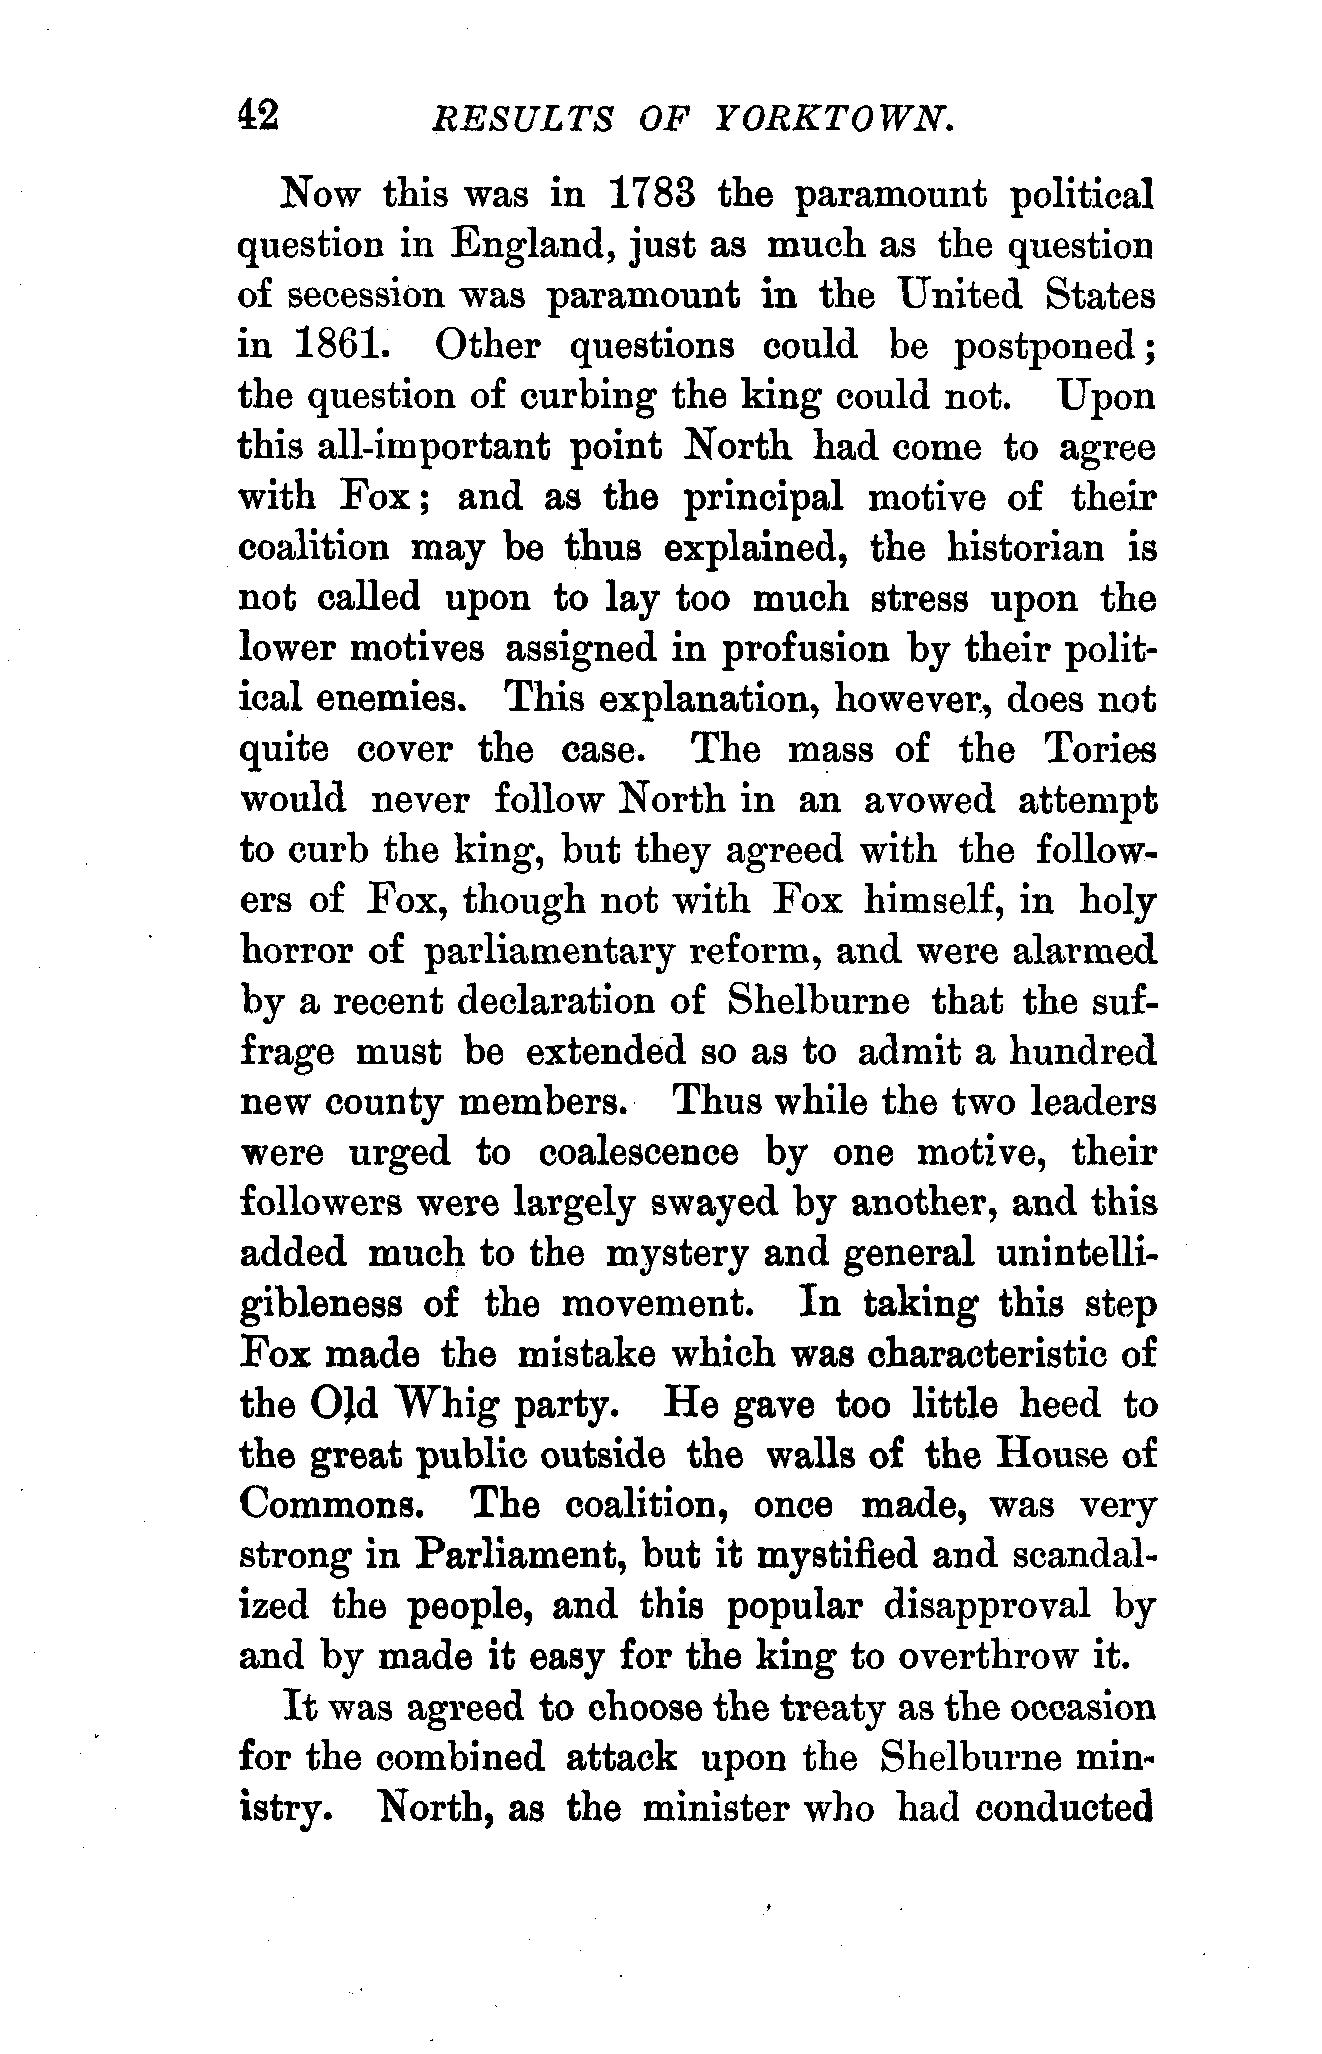 42 RESULTS OF YORKTOWN.
Now this was in 1783 the paramount political
question in England, just as much as the question
of secession was paramount in the United States
in 1861. Other questions could be postponed;
the question of curbing the king could not. Upon
this all-important point North had come to agree
with Fox; and as the principal motive of their
coalition may be thus explained, the historian is
not called upon to lay too much stress upon the
lower motives assigned in profusion by their polit-
ical enemies. This explanation, however, does not
quite cover the case. The mass of the Tories
would never follow North in an avowed attempt
to curb the king, but they agreed with the follow-
ers of Fox, though not with Fox himself, in holy
horror of parliamentary reform, and were alarmed
by a recent declaration of Shelburne that the suf-
frage must be extended so as to admit a hundred
new county members. Thus while the two leaders
were urged to coalescence by one motive, their
followers were largely swayed by another, and this
added much to the mystery and general unintelli-
gibleness of the movement. In taking this step
Fox made the mistake which was characteristic of
the Old Whig party. He gave too little heed to
the great public outside the walls of the House of
Commons. The coalition, once made, was very
strong in Parliament, but it mystified and scandal-
ized the people, and this popular disapproval by
and by made it easy for the king to overthrow it.
It was agreed to choose the treaty as the occasion
for the combined attack upon the Shelburne min-
istry. North, as the minister who had conducted